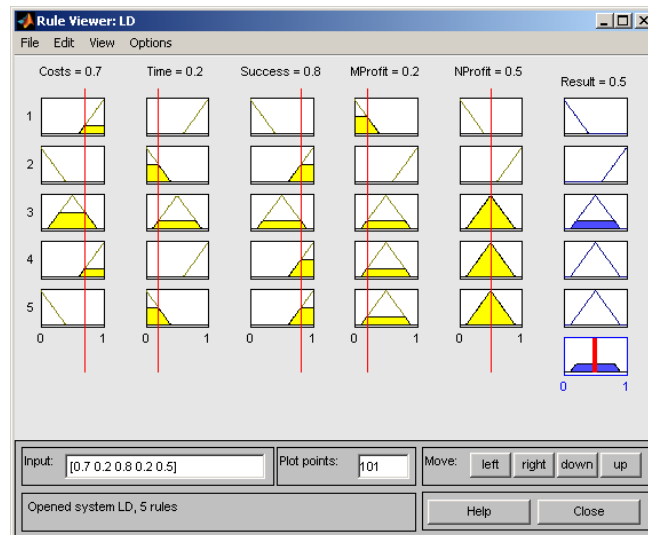 Rule Viewer: LD
File Edit View Options
Costs = 0.7 Time = 0.2 Success = 0.8 MProfit = 0.2 NProfit = 0.5 Result = 0.5
1
2
3
4
5
0 1 0 1 0 1 0 1 0 1
0 1
Input: [0.7 0.2 0.8 0.2 0.5] Plot points: 101 Move: left right down up
Opened system LD, 5 rules Help Close